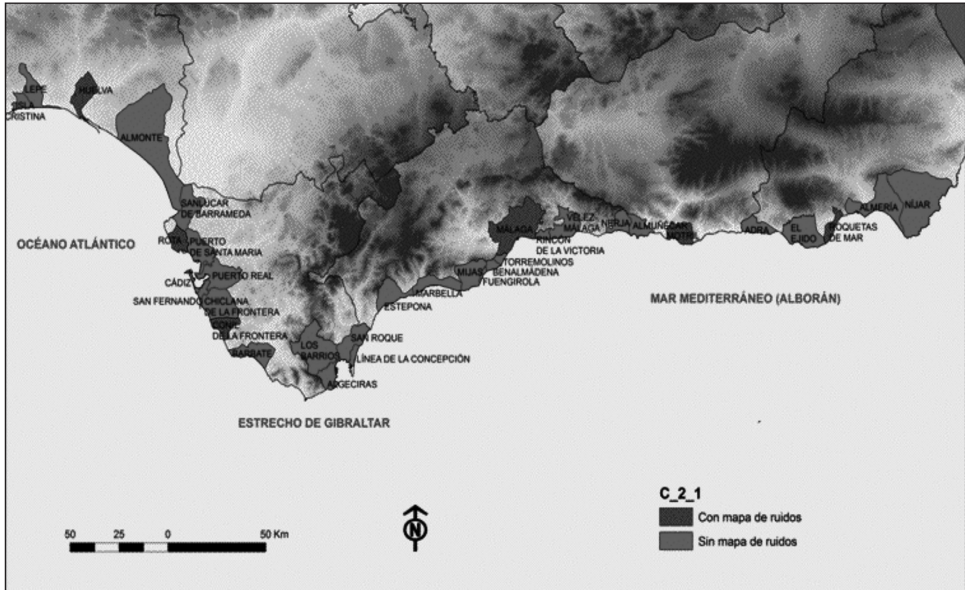 LEPE
ISLA
CRISTINA
HUELVA
ALMONTE
SANLÚCAR
DE BARRAMEDA
OCÉANO ATLÁNTICO
ROTA
PUERTO
DE SANTA MARIA
CÁDIZ
PUERTO REAL
SAN FERNANDO
CHICLANA
DE LA FRONTERA
CONIL
DE LA FRONTERA
BARBATE
LOS
BARRIOS
SAN ROQUE
LÍNEA DE LA CONCEPCIÓN
ALGECIRAS
ESTEPONA
MARBELLA
MIJAS
FUENGIROLA
BENALMÁDENA
TORREMOLINOS
MÁLAGA
RINCÓN
DE LA VICTORIA
VÉLEZ-
MÁLAGA
NERJA
ALMUÑÉCAR
MOTRIL
ADRA
EL
EJIDO
ROQUETAS
DE MAR
ALMERÍA
NÍJAR
MAR MEDITERRÁNEO (ALBORÁN)
ESTRECHO DE GIBRALTAR
C_2_1
Con mapa de ruidos
Sin mapa de ruidos
50 25 0 50 Km
N